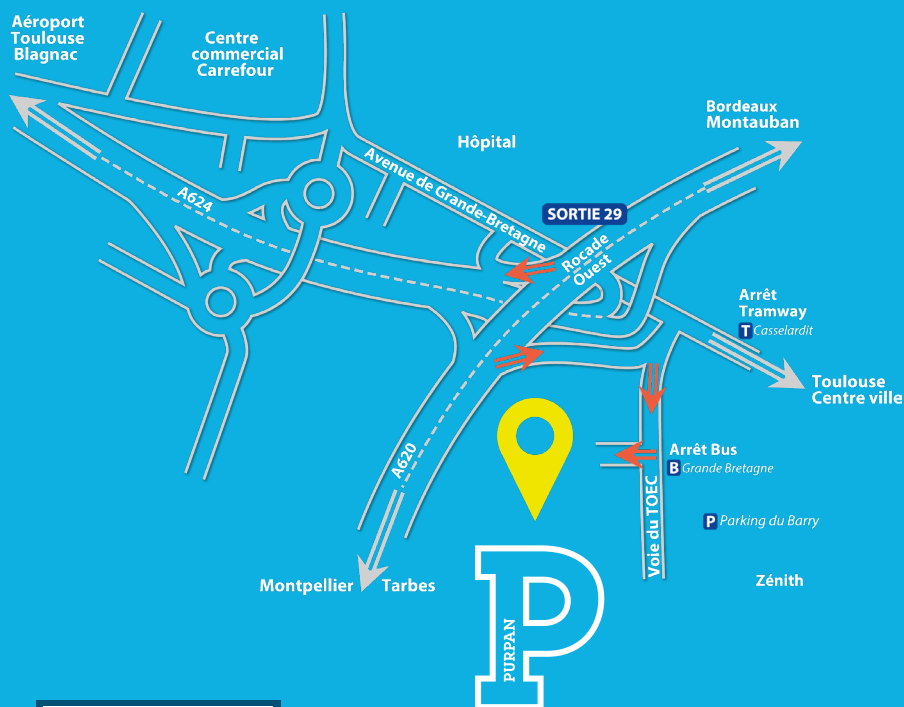 Aéroport
Toulouse
Blagnac
Centre
commercial
Carrefour
Hôpital
Bordeaux
Montauban
Avenue de Grande-Bretagne
A624
SORTIE 29
Rocade
Ouest
Arrêt
Tramway
T Casselardit
Toulouse
Centre ville
A620
Arrêt Bus
B Grande Bretagne
Voie du TOEC
P Parking du Barry
Zénith
Montpellier
Tarbes
P
PURPAN